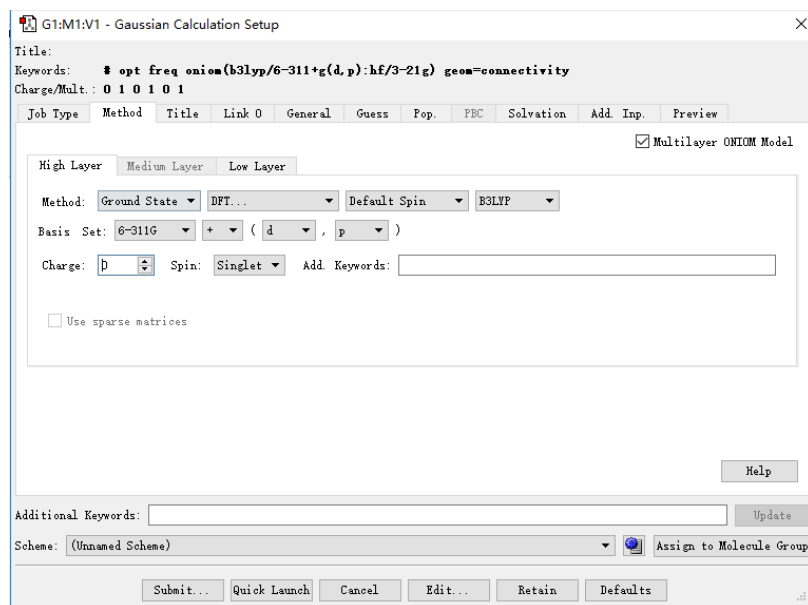 G1:M1:V1 - Gaussian Calculation Setup
Title:
Keywords: # opt freq oniom(b3lyp/6-311+g(d,p):hf/3-21g) geom=connectivity
Charge/Mult.: 0 1 0 1 0 1
Job Type Method Title Link 0 General Guess Pop. PBC Solvation Add. Inp. Preview
Multilayer ONIOM Model
High Layer Medium Layer Low Layer
Method: Ground State DFT... Default Spin B3LYP
Basis Set: 6-311G + ( d , p )
Charge: 0 Spin: Singlet Add. Keywords:
Use sparse matrices
Help
Additional Keywords: Update
Scheme: (Unnamed Scheme) Assign to Molecule Group
Submit... Quick Launch Cancel Edit... Retain Defaults